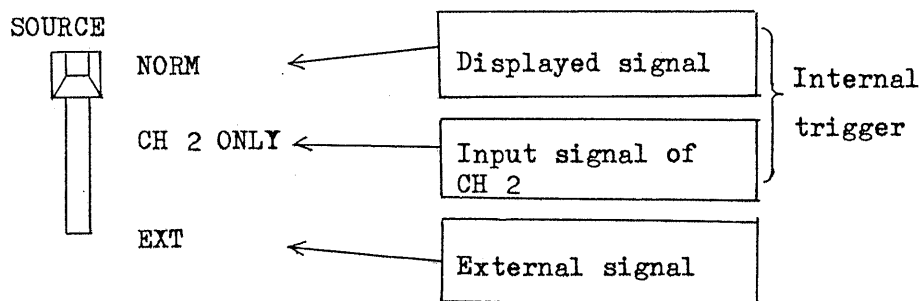 SOURCE
NORM
Displayed signal
Internal
trigger
CH 2 ONLY
Input signal of
CH 2
EXT
External signal